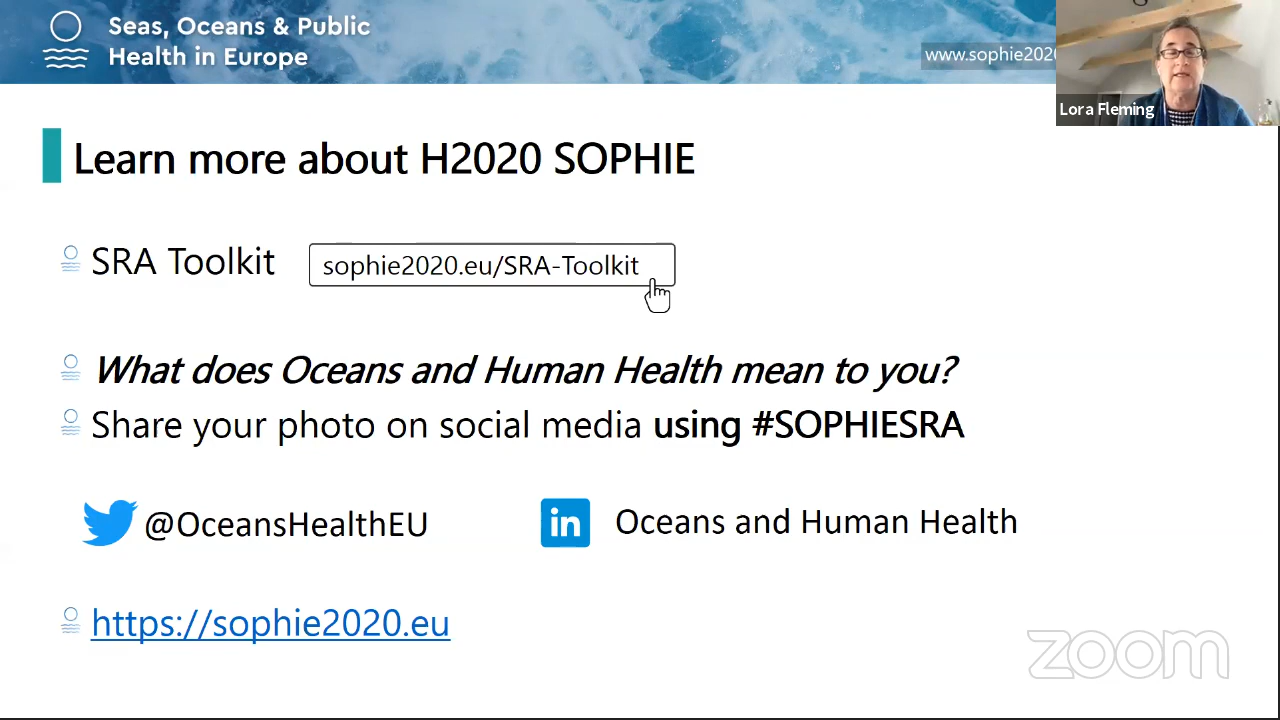 Seas, Oceans & Public
Health in Europe
www.sophie2020
Lora Fleming
Learn more about H2020 SOPHIE
SRA Toolkit
sophie2020.eu/SRA-Toolkit
What does Oceans and Human Health mean to you?
Share your photo on social media using #SOPHIESRA
@OceansHealthEU
in
Oceans and Human Health
https://sophie2020.eu
zoom